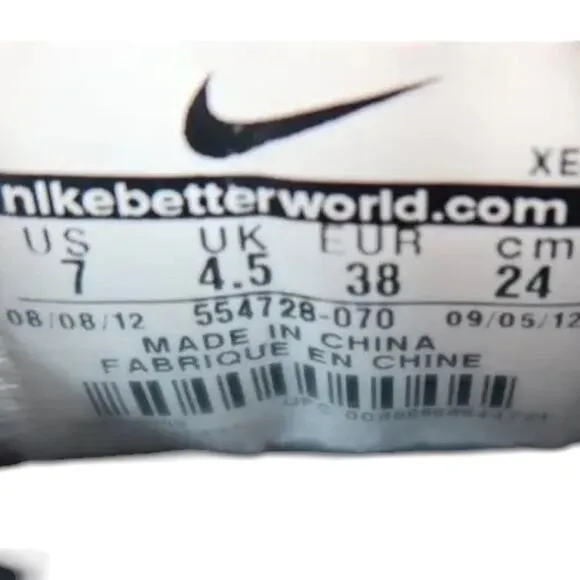 XE
nikebetterworld.com
US UK EUR cm
7 4.5 38 24
08/08/12 554728-070 09/05/12
MADE IN CHINA
FABRIQUE EN CHINE
UPC